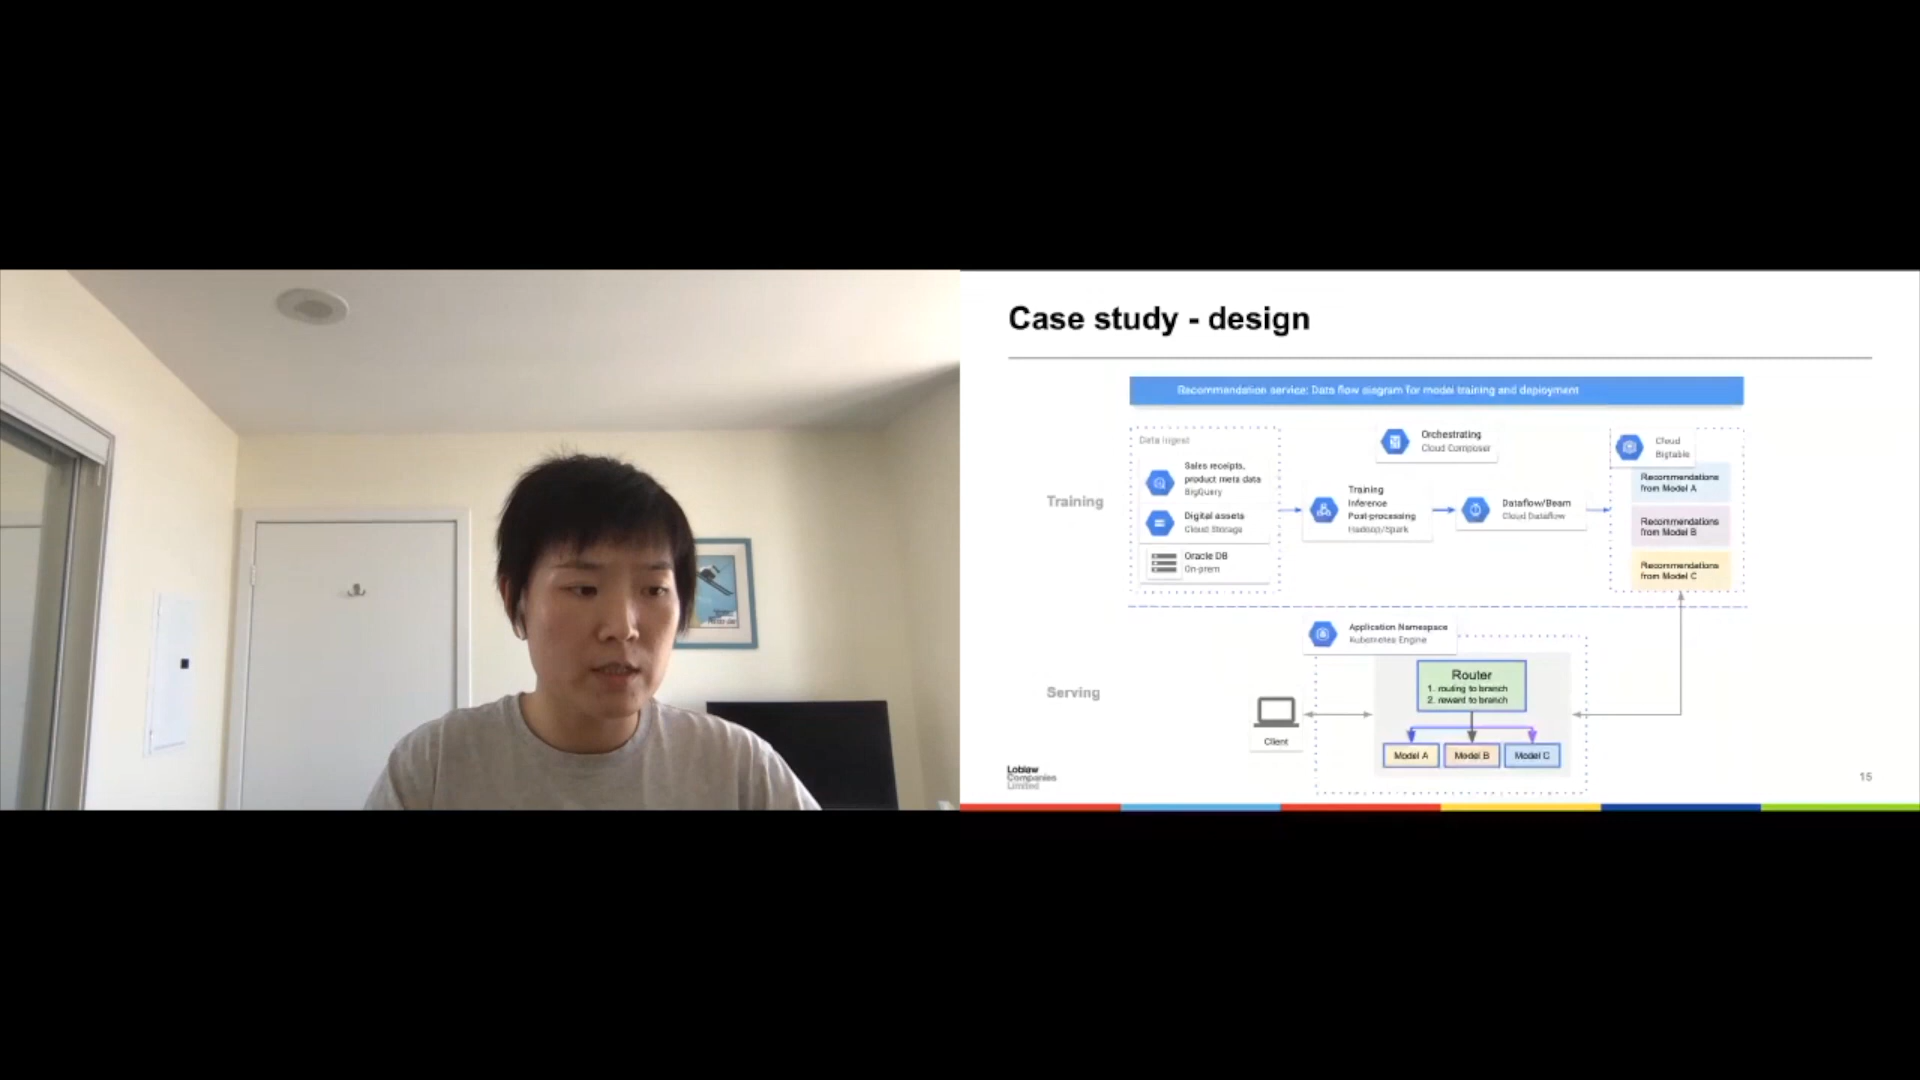 Case study - design
Recommendation service: Data flow diagram for model training and deployment
Training
Data Ingest
Sales receipts,
product meta data
BigQuery
Digital assets
Cloud Storage
Oracle DB
On-prem
Orchestrating
Cloud Composer
Training
Inference
Post-processing
Hadoop/Spark
Dataflow/Beam
Cloud Dataflow
Cloud
Bigtable
Recommendations
from Model A
Recommendations
from Model B
Recommendations
from Model C
Serving
Application Namespace
Kubernetes Engine
Client
Router
1. routing to branch
2. reward to branch
Model A
Model B
Model C
Loblaw
Companies
Limited
15